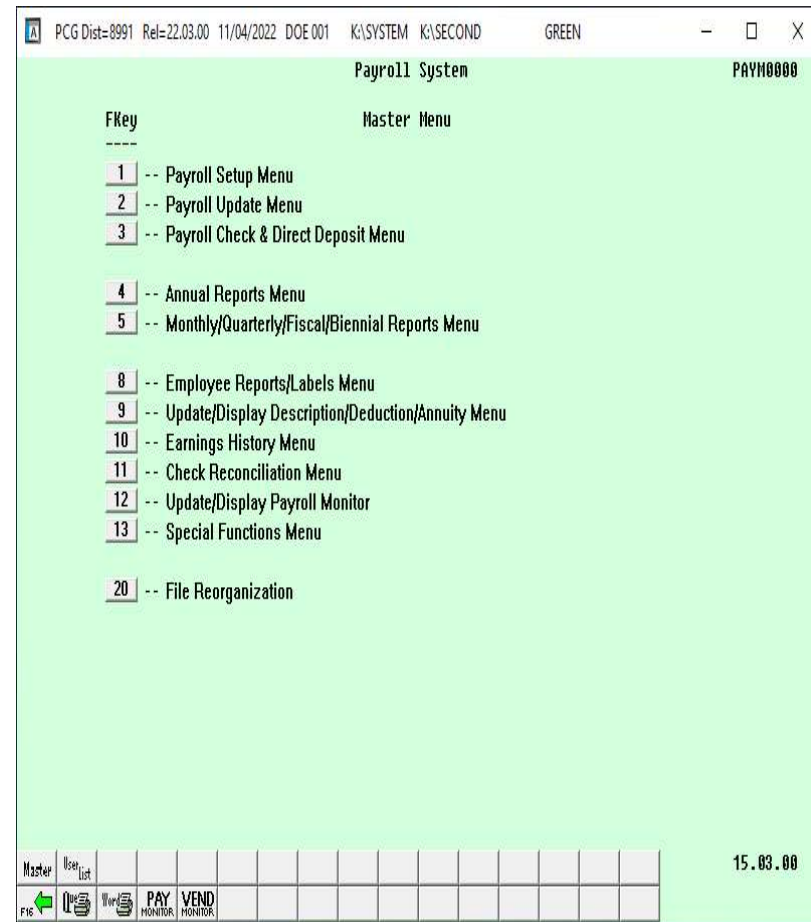 A PCG Dist=8991 Rel=22.03.00 11/04/2022 DOE 001 K:\SYSTEM K:\SECOND GREEN
Payroll System PAYM0000
FKey Master Menu
----
1 -- Payroll Setup Menu
2 -- Payroll Update Menu
3 -- Payroll Check & Direct Deposit Menu
4 -- Annual Reports Menu
5 -- Monthly/Quarterly/Fiscal/Biennial Reports Menu
8 -- Employee Reports/Labels Menu
9 -- Update/Display Description/Deduction/Annuity Menu
10 -- Earnings History Menu
11 -- Check Reconciliation Menu
12 -- Update/Display Payroll Monitor
13 -- Special Functions Menu
20 -- File Reorganization
Master User List 15.03.00
F16 Que Word PAY MONITOR VEND MONITOR